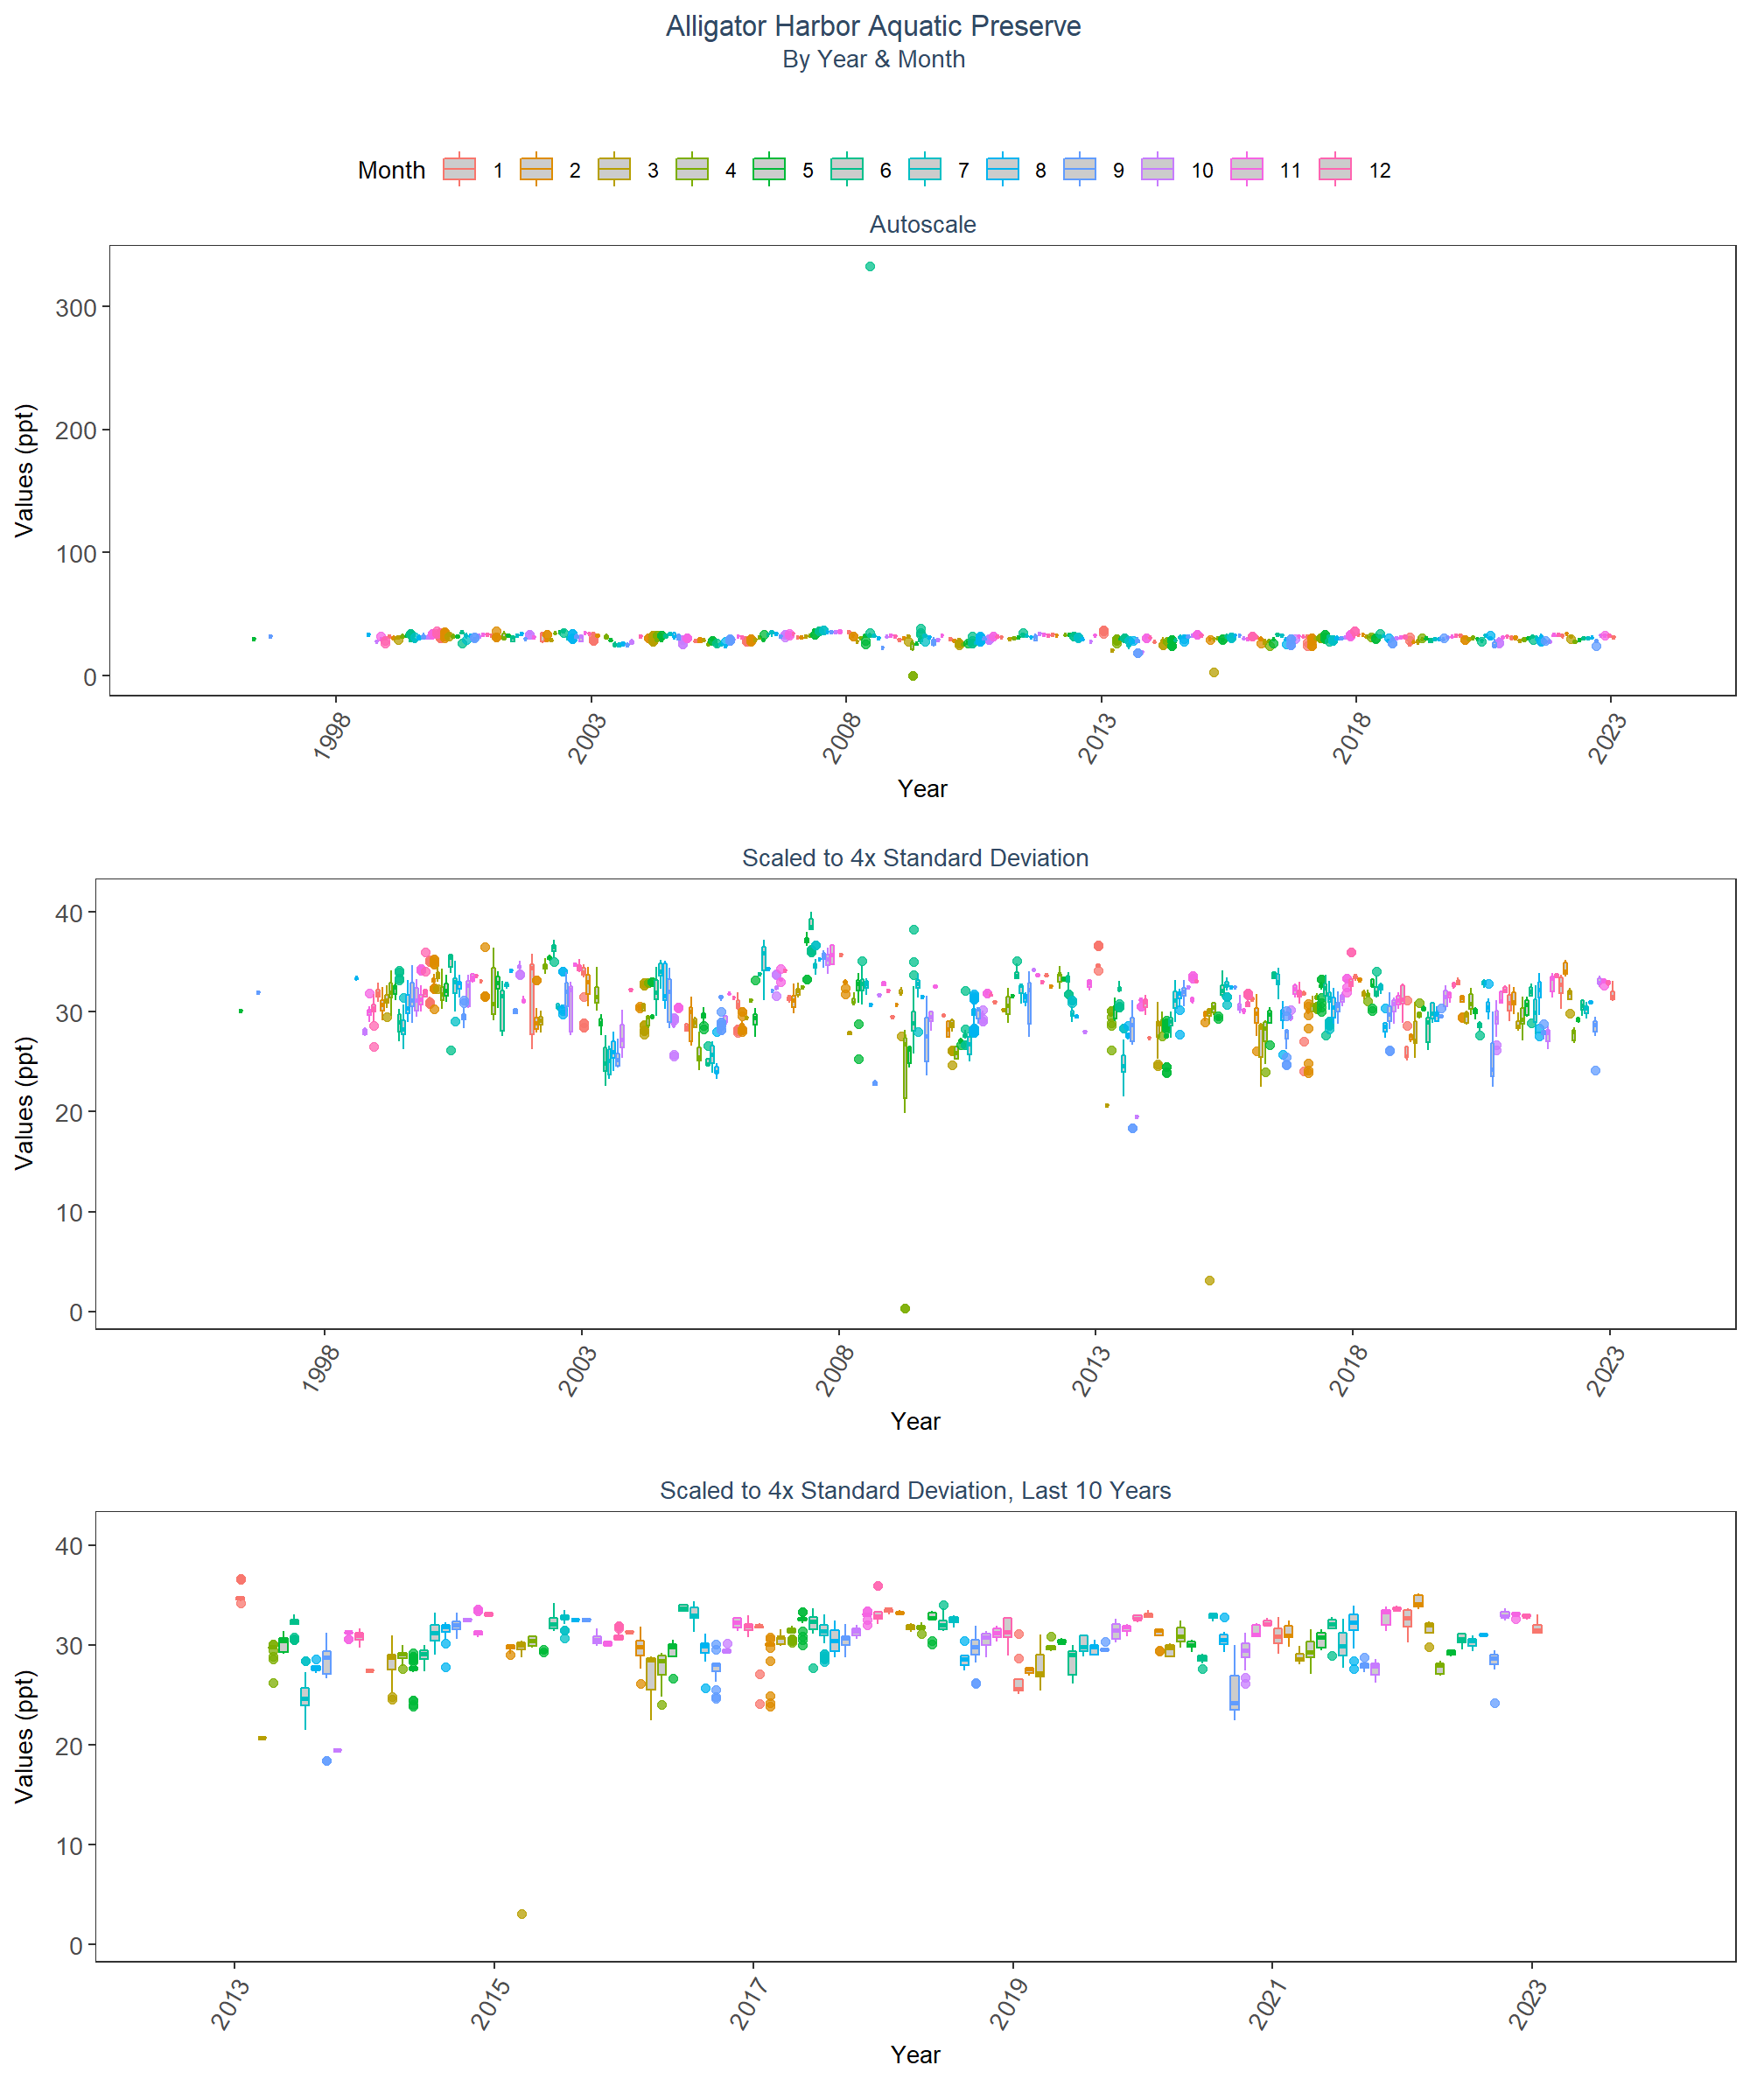 Alligator Harbor Aquatic Preserve
By Year & Month
Month 1 2 3 4 5 6 7 8 9 10 11 12
Autoscale
Values (ppt)
300
200
100
0
1998 2003 2008 2013 2018 2023
Year
Scaled to 4x Standard Deviation
Values (ppt)
40
30
20
10
0
1998 2003 2008 2013 2018 2023
Year
Scaled to 4x Standard Deviation, Last 10 Years
Values (ppt)
40
30
20
10
0
2013 2015 2017 2019 2021 2023
Year